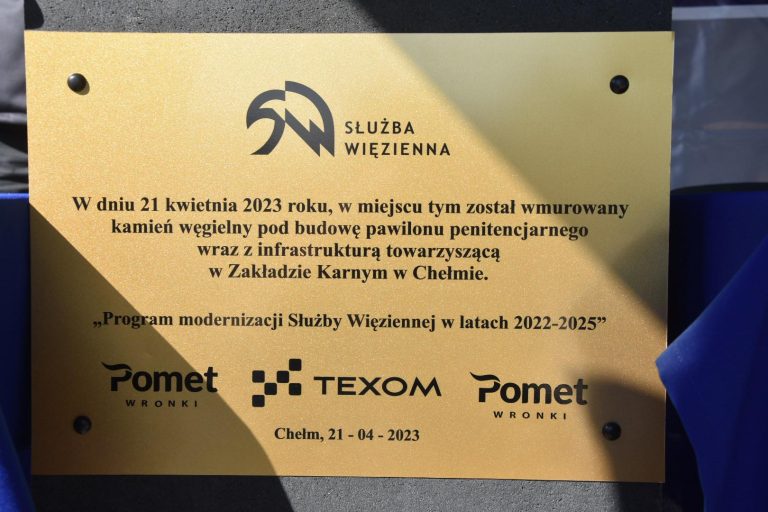 SŁUŻBA
WIĘZIENNA
W dniu 21 kwietnia 2023 roku, w miejscu tym został wmurowany
kamień węgielny pod budowę pawilonu penitencjarnego
wraz z infrastrukturą towarzyszącą
w Zakładzie Karnym w Chełmie.
„Program modernizacji Służby Więziennej w latach 2022-2025”
Pomet WRONKI
TEXOM
Pomet WRONKI
Chełm, 21 - 04 - 2023